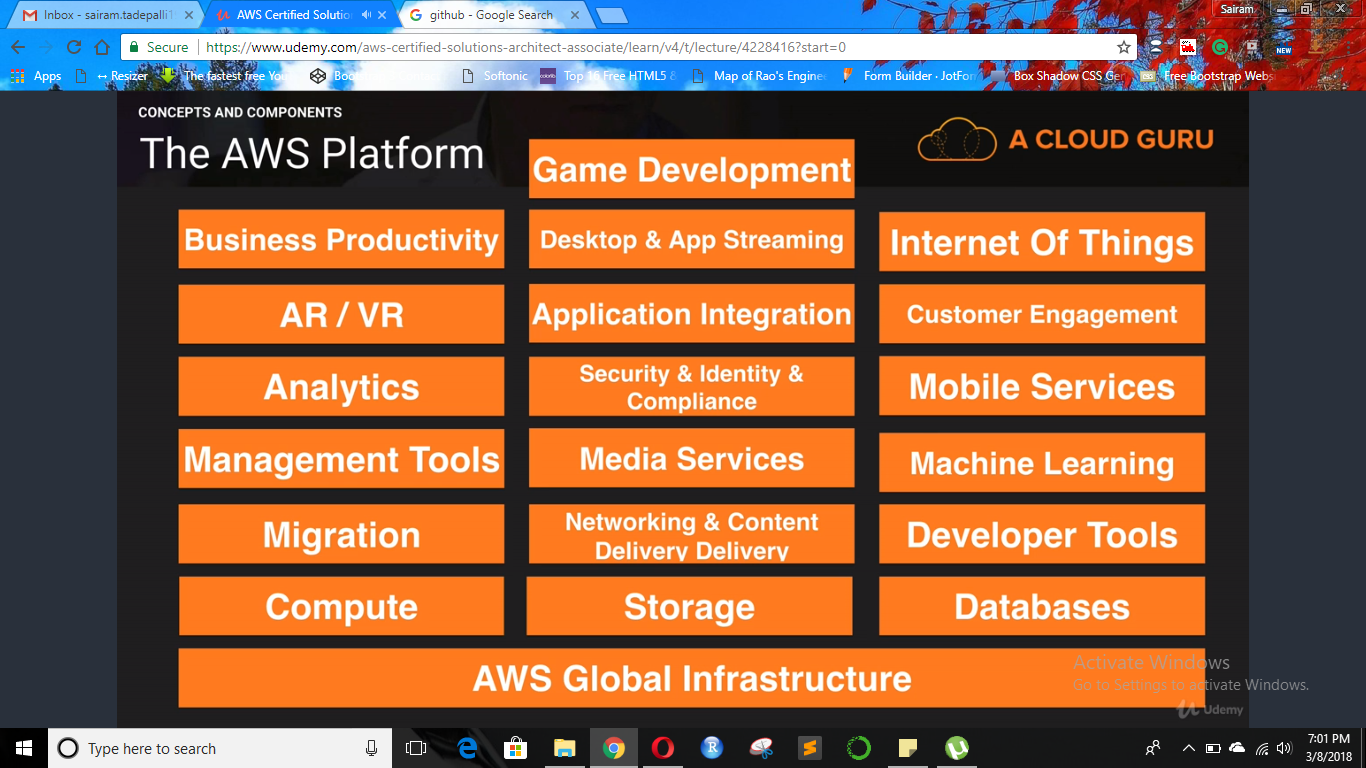 Inbox - sairam.tadepalli1
AWS Certified Solution
github - Google Search
Sairam
Secure
https://www.udemy.com/aws-certified-solutions-architect-associate/learn/v4/t/lecture/4228416?start=0
NEW
Apps
Resizer
The fastest free You
Softonic
Top 16 Free HTML5 &
Map of Rao's Engine
Form Builder · JotFor
Box Shadow CSS Ger
Free Bootstrap Webs
CONCEPTS AND COMPONENTS
The AWS Platform
A CLOUD GURU
Game Development
Business Productivity
Desktop & App Streaming
Internet Of Things
AR / VR
Application Integration
Customer Engagement
Analytics
Security & Identity &
Compliance
Mobile Services
Management Tools
Media Services
Machine Learning
Migration
Networking & Content
Delivery Delivery
Developer Tools
Compute
Storage
Databases
AWS Global Infrastructure
Activate Windows
Go to Settings to activate Windows.
Udemy
Type here to search
7:01 PM
3/8/2018